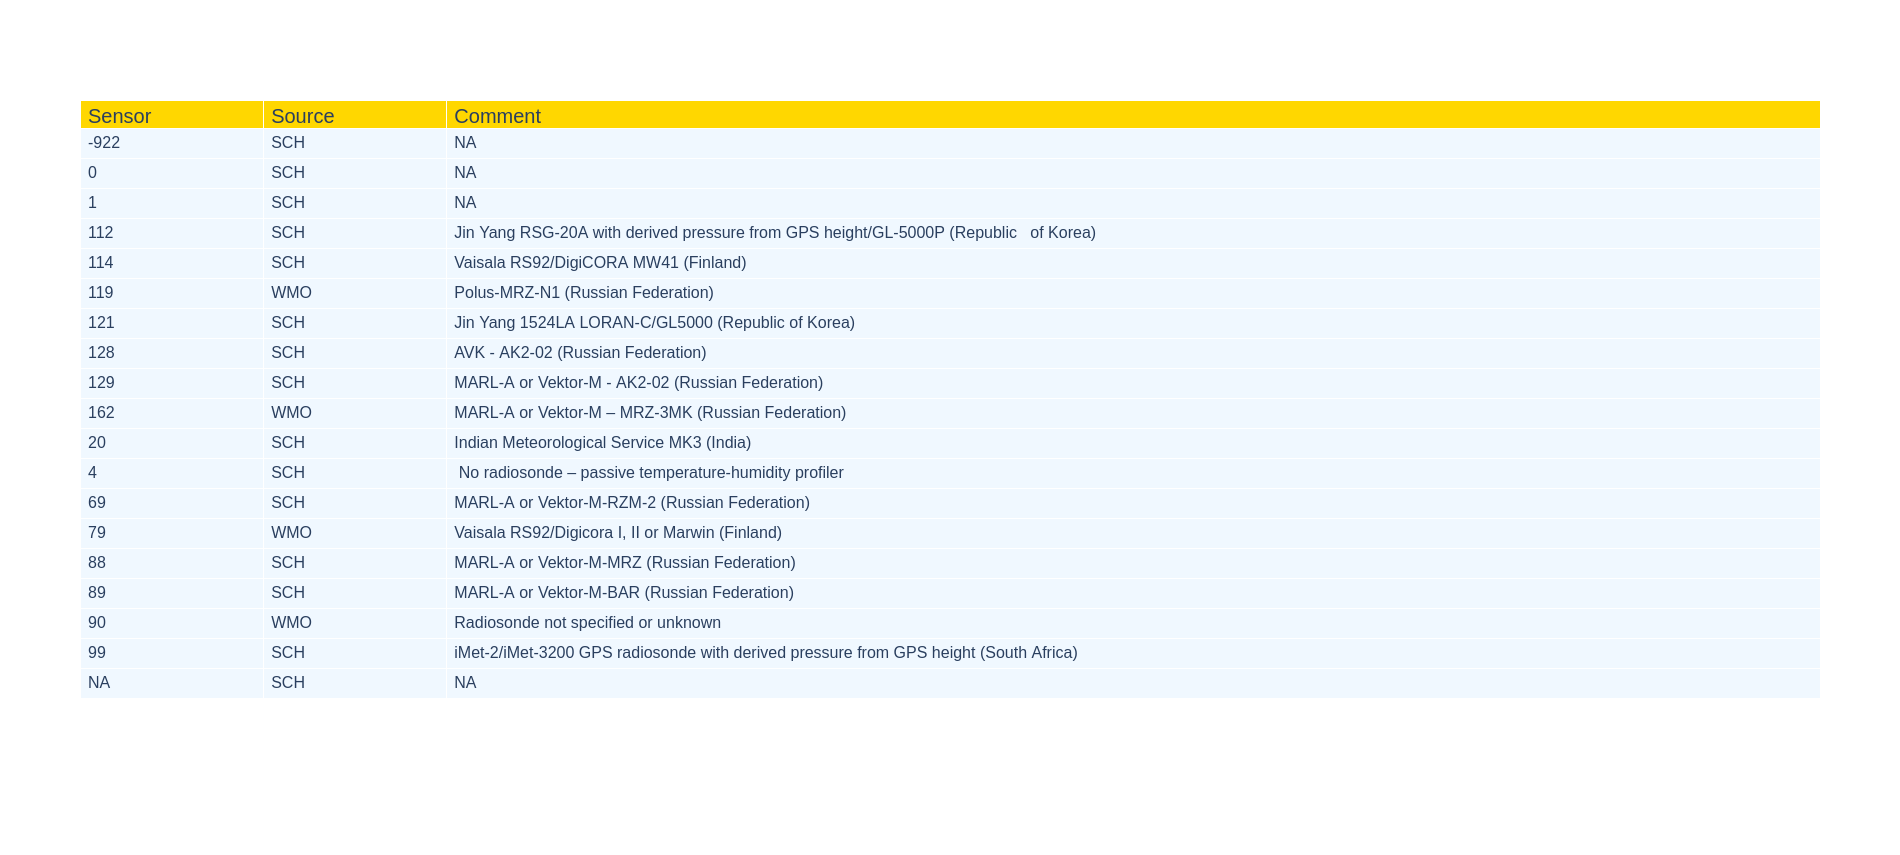 Sensor Source Comment
-922 SCH NA
0 SCH NA
1 SCH NA
112 SCH Jin Yang RSG-20A with derived pressure from GPS height/GL-5000P (Republic   of Korea)
114 SCH Vaisala RS92/DigiCORA MW41 (Finland)
119 WMO Polus-MRZ-N1 (Russian Federation)
121 SCH Jin Yang 1524LA LORAN-C/GL5000 (Republic of Korea)
128 SCH AVK - AK2-02 (Russian Federation)
129 SCH MARL-A or Vektor-M - AK2-02 (Russian Federation)
162 WMO MARL-A or Vektor-M – MRZ-3MK (Russian Federation)
20 SCH Indian Meteorological Service MK3 (India)
4 SCH No radiosonde – passive temperature-humidity profiler
69 SCH MARL-A or Vektor-M-RZM-2 (Russian Federation)
79 WMO Vaisala RS92/Digicora I, II or Marwin (Finland)
88 SCH MARL-A or Vektor-M-MRZ (Russian Federation)
89 SCH MARL-A or Vektor-M-BAR (Russian Federation)
90 WMO Radiosonde not specified or unknown
99 SCH iMet-2/iMet-3200 GPS radiosonde with derived pressure from GPS height (South Africa)
NA SCH NA